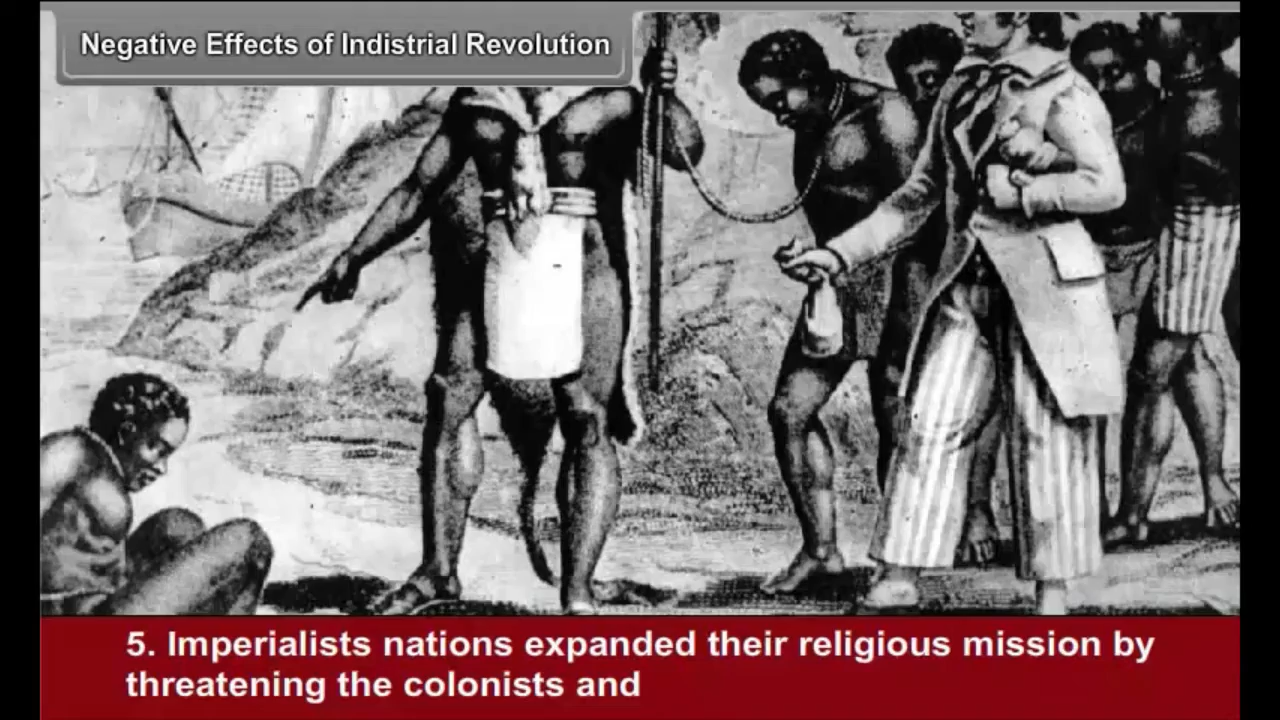 Negative Effects of Indistrial Revolution
5. Imperialists nations expanded their religious mission by
threatening the colonists and